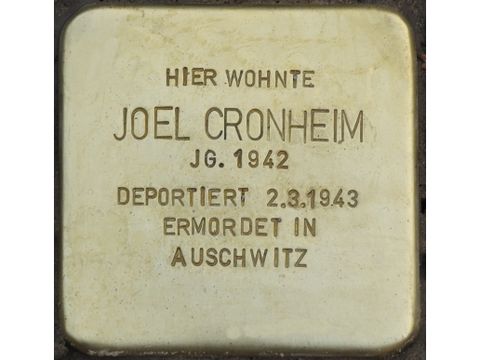 HIER WOHNTE
JOEL CRONHEIM
JG. 1942
DEPORTIERT 2.3.1943
ERMORDET IN
AUSCHWITZ